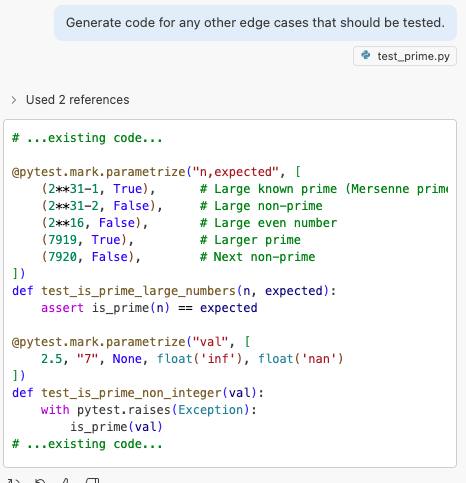 Generate code for any other edge cases that should be tested.
test_prime.py
Used 2 references
# ...existing code...
@pytest.mark.parametrize("n,expected", [
    (2**31-1, True),      # Large known prime (Mersenne prime
    (2**31-2, False),     # Large non-prime
    (2**16, False),       # Large even number
    (7919, True),         # Larger prime
    (7920, False),        # Next non-prime
])
def test_is_prime_large_numbers(n, expected):
    assert is_prime(n) == expected
@pytest.mark.parametrize("val", [
    2.5, "7", None, float('inf'), float('nan')
])
def test_is_prime_non_integer(val):
    with pytest.raises(Exception):
        is_prime(val)
# ...existing code...